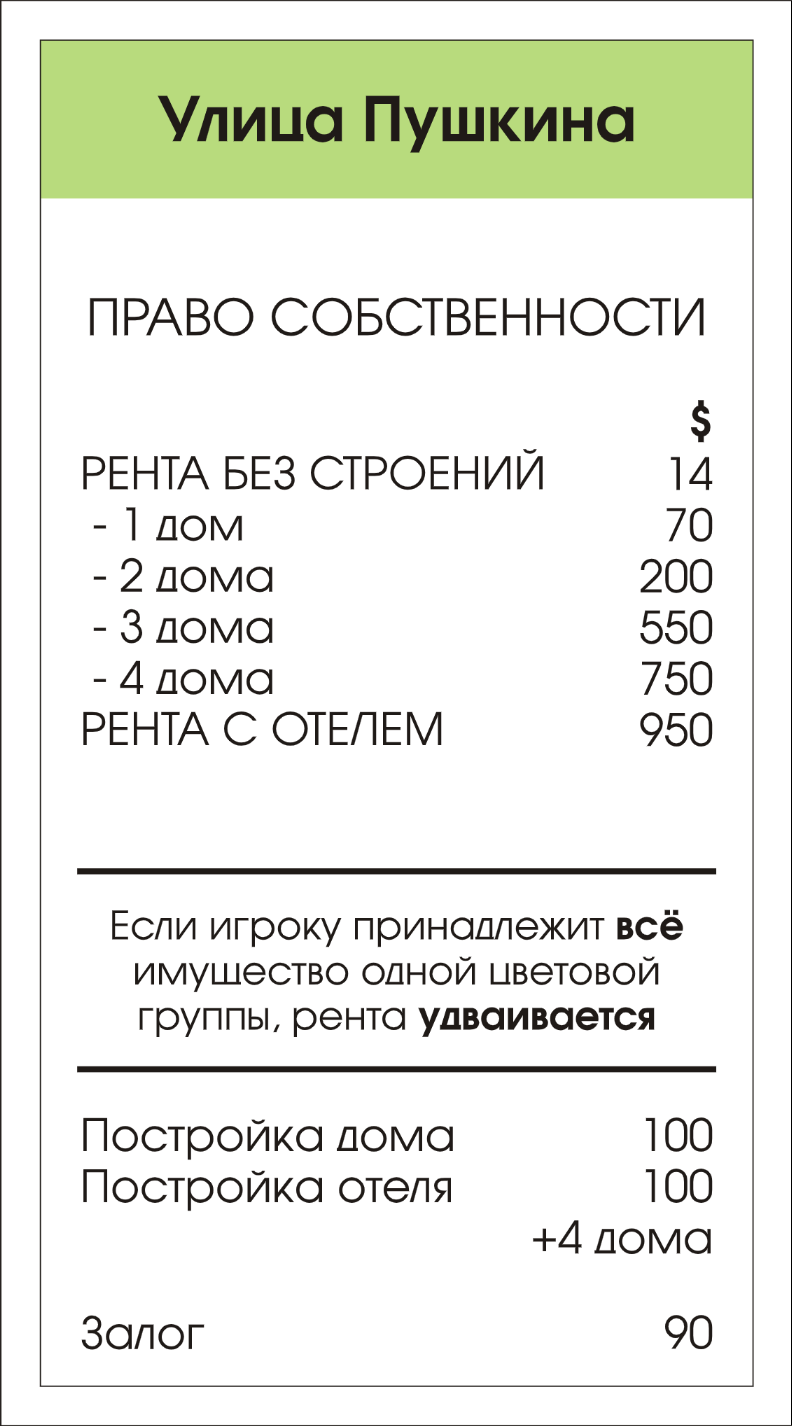 Улица Пушкина
ПРАВО СОБСТВЕННОСТИ
$
РЕНТА БЕЗ СТРОЕНИЙ 14
- 1 дом 70
- 2 дома 200
- 3 дома 550
- 4 дома 750
РЕНТА С ОТЕЛЕМ 950
Если игроку принадлежит всё
имущество одной цветовой
группы, рента удваивается
Постройка дома 100
Постройка отеля 100
+4 дома
Залог 90